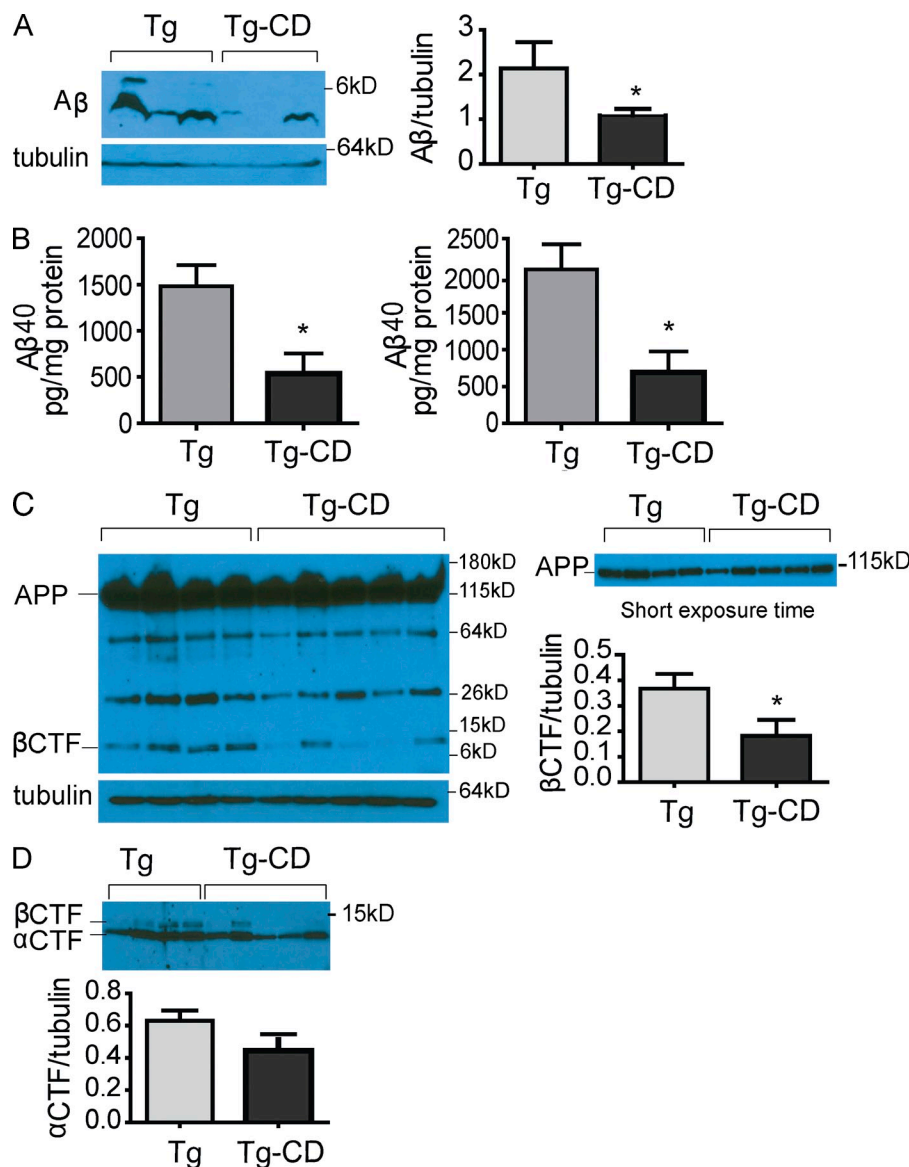 A
Tg
Tg-CD
Aβ
6kD
tubulin
64kD
Aβ/tubulin
3
2
1
0
*
Tg
Tg-CD
B
Aβ40
pg/mg protein
2000
1500
1000
500
0
*
Tg
Tg-CD
Aβ40
pg/mg protein
2500
2000
1500
1000
500
0
*
Tg
Tg-CD
C
Tg
Tg-CD
APP
180kD
115kD
64kD
26kD
15kD
βCTF
6kD
tubulin
64kD
Tg
Tg-CD
APP
115kD
Short exposure time
βCTF/tubulin
0.5
0.4
0.3
0.2
0.1
0.0
*
Tg
Tg-CD
D
Tg
Tg-CD
βCTF
αCTF
15kD
αCTF/tubulin
0.8
0.6
0.4
0.2
0.0
Tg
Tg-CD